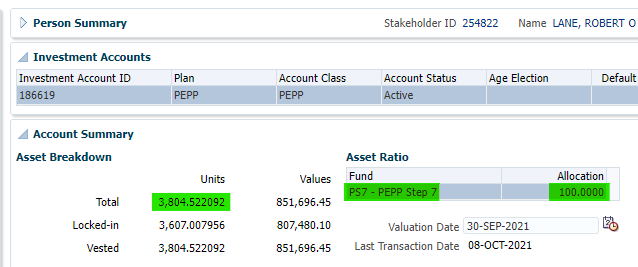 Person Summary Stakeholder ID 254822 Name LANE, ROBERT O
Investment Accounts
Investment Account ID Plan Account Class Account Status Age Election Default
186619 PEPP PEPP Active
Account Summary
Asset Breakdown Asset Ratio
Units Values Fund Allocation
Total 3,804.522092 851,696.45 PS7 - PEPP Step 7 100.0000
Locked-in 3,607.007956 807,480.10 Valuation Date 30-SEP-2021
Vested 3,804.522092 851,696.45 Last Transaction Date 08-OCT-2021